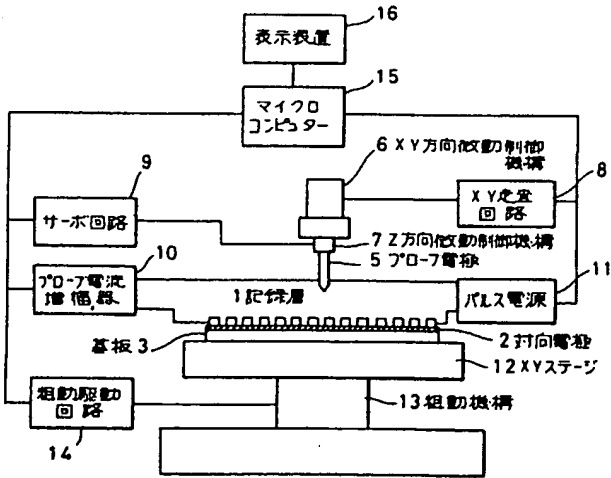 16
表示装置
15
マイクロ
コンピューター
6 XY方向微動制御
機構
9
8
サーボ回路
XY走査
回路
7 Z方向微動制御機構
5 プローブ電極
10
11
プローブ電流
増幅器
1記録層
パルス電源
基板3
2対向電極
12XYステージ
粗動駆動
回路
13粗動機構
14